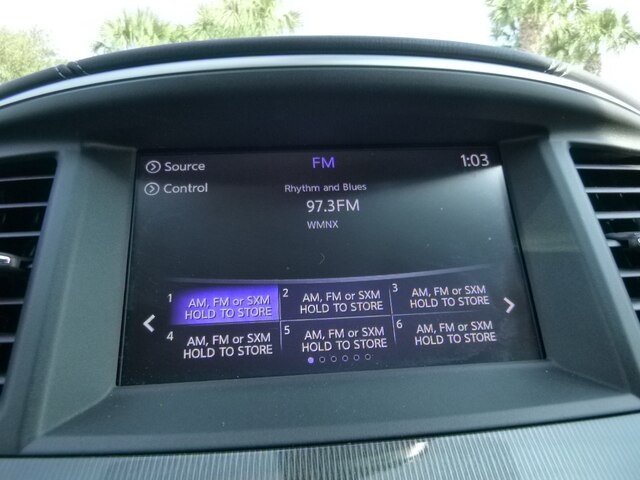 Source
FM
1:03
Control
Rhythm and Blues
97.3FM
WMNX
1 AM, FM or SXM
HOLD TO STORE
2 AM, FM or SXM
HOLD TO STORE
3 AM, FM or SXM
HOLD TO STORE
4 AM, FM or SXM
HOLD TO STORE
5 AM, FM or SXM
HOLD TO STORE
6 AM, FM or SXM
HOLD TO STORE